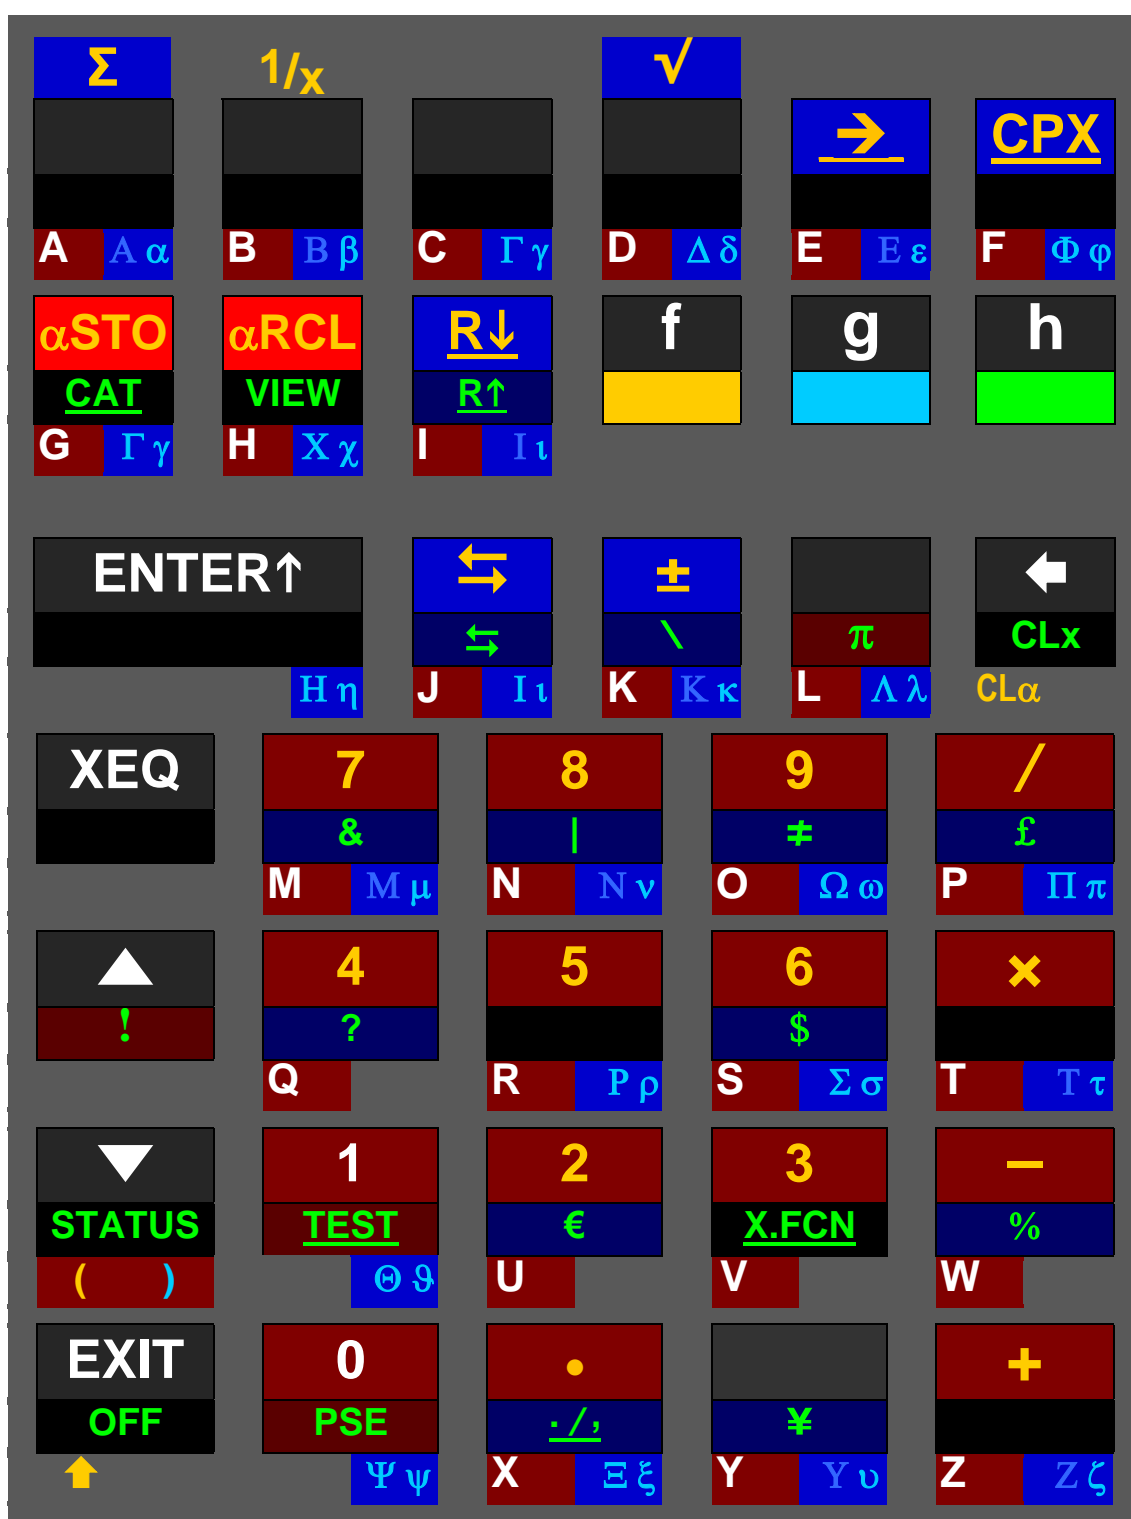 Σ 1/x √
→ CPX
A Α α B Β β C Γ γ D Δ δ E Ε ε F Φ φ
αSTO αRCL R↓ f g h
CAT VIEW R↑
G Γ γ H Χ χ I Ι ι
ENTER↑ ⇆ ± 🡄
⇆ \ π CLx
Η η J Ι ι K Κ κ L Λ λ CLα
XEQ 7 8 9 /
& | ≠ £
M Μ μ N Ν ν O Ω ω P Π π
▲ 4 5 6 ×
! ? $
Q R Ρ ρ S Σ σ T Τ τ
▼ 1 2 3 −
STATUS TEST € X.FCN %
( ) Θ ϑ U V W
EXIT 0 • +
OFF PSE ./, ¥
🡅 Ψ ψ X Ξ ξ Y Υ υ Z Ζ ζ